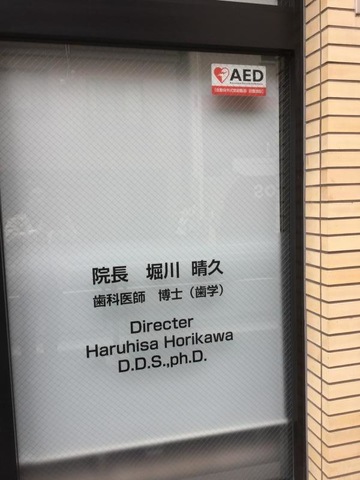 AED
院長 堀川 晴久
歯科医師 博士（歯学）
Directer
Haruhisa Horikawa
D.D.S.,ph.D.